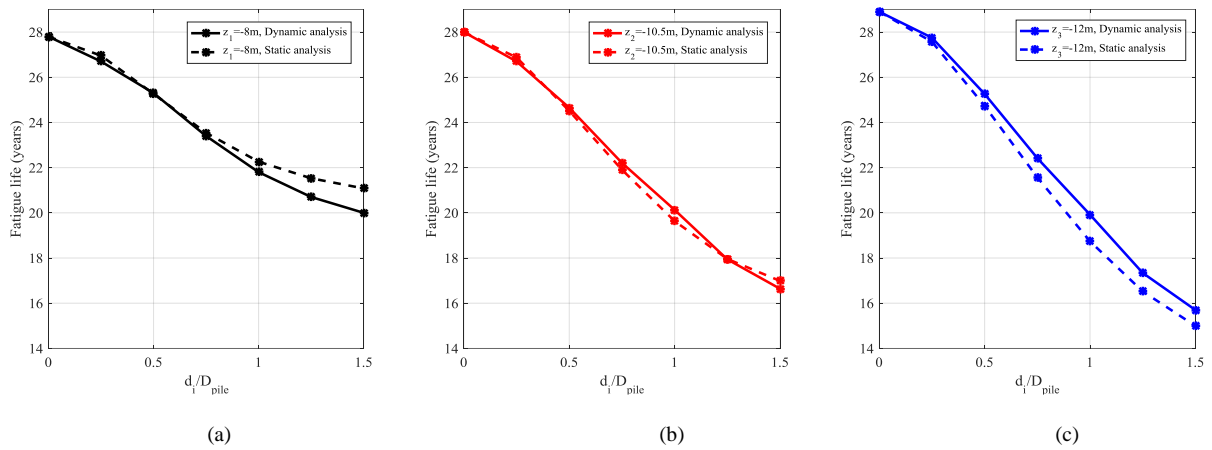 z1=-8m, Dynamic analysis
z1=-8m, Static analysis
30
28
26
24
22
20
18
16
14
0
0.5
1
1.5
Fatigue life (years)
di/Dpile
(a)
z2=-10.5m, Dynamic analysis
z2=-10.5m, Static analysis
28
26
24
22
20
18
16
14
0
0.5
1
1.5
Fatigue life (years)
di/Dpile
(b)
z3=-12m, Dynamic analysis
z3=-12m, Static analysis
28
26
24
22
20
18
16
14
0
0.5
1
1.5
Fatigue life (years)
di/Dpile
(c)